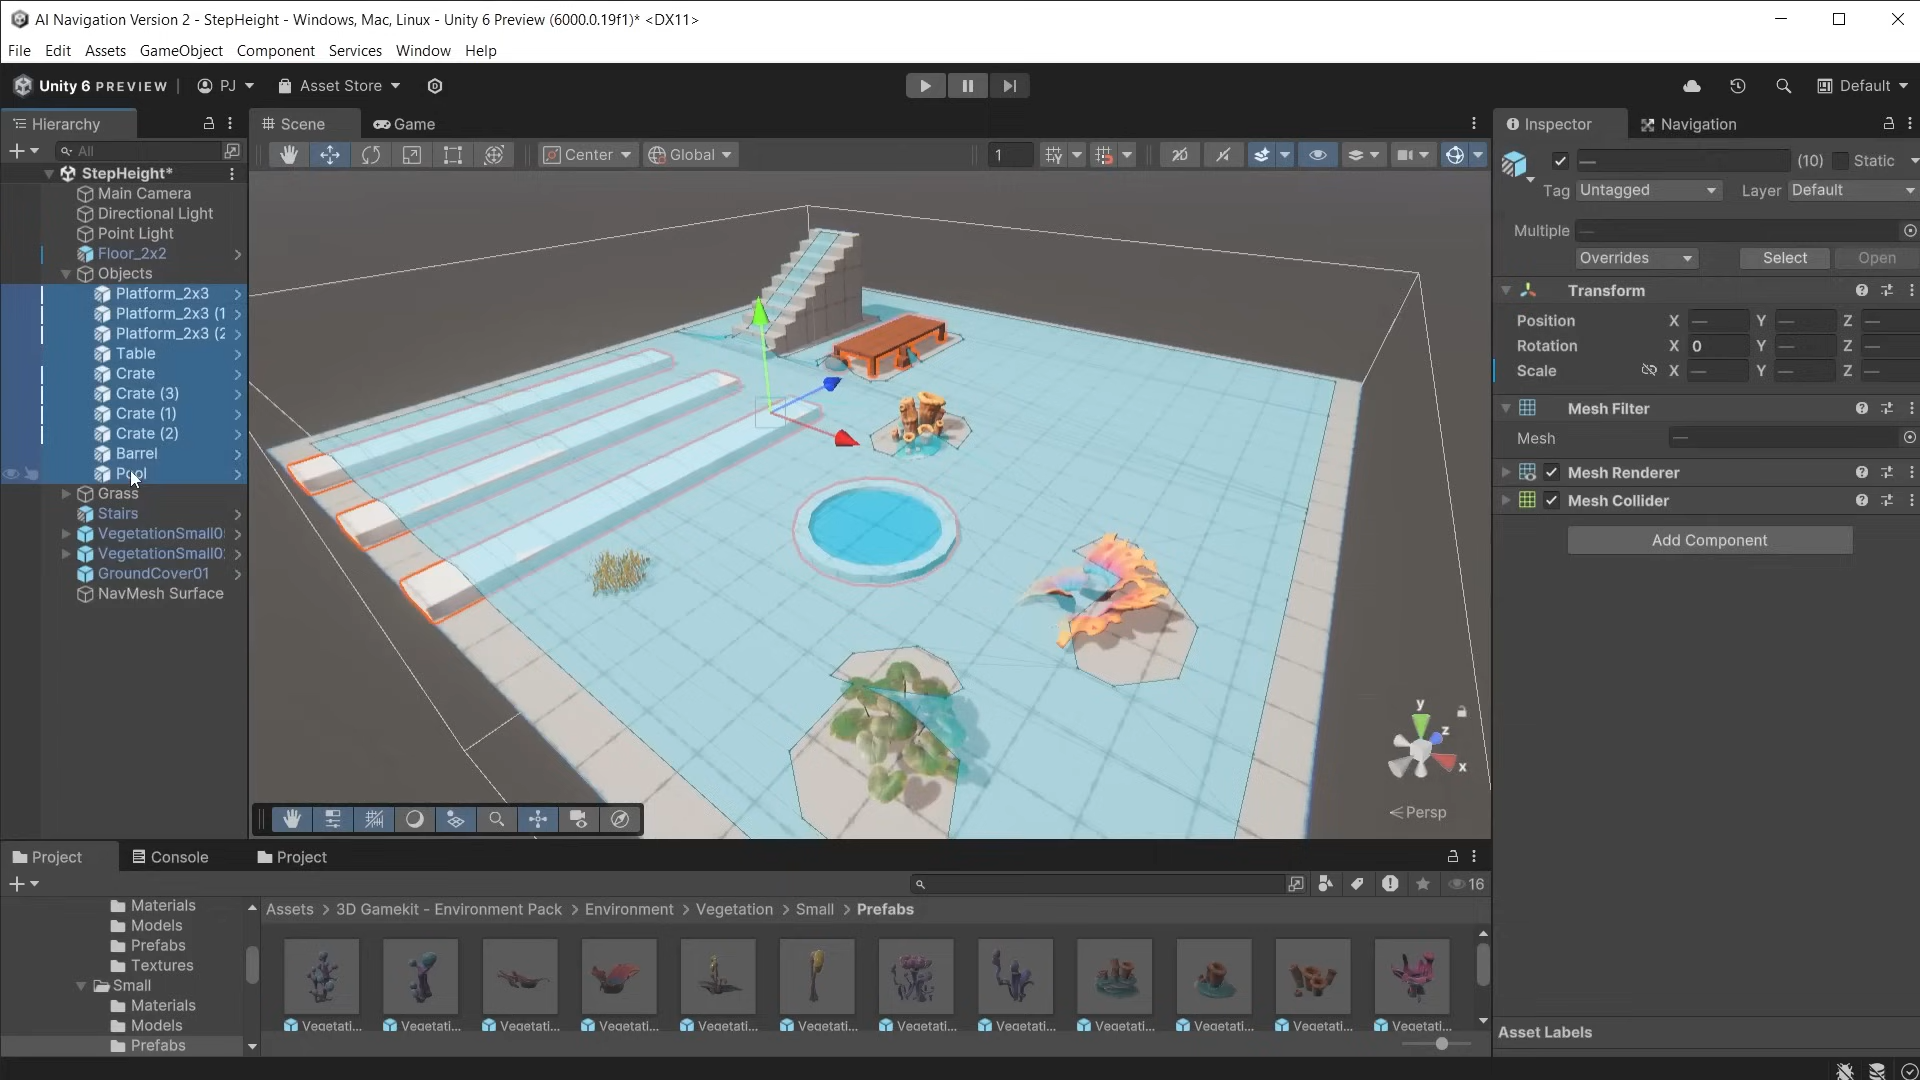 AI Navigation Version 2 - StepHeight - Windows, Mac, Linux - Unity 6 Preview (6000.0.19f1)* <DX11>
File Edit Assets GameObject Component Services Window Help
Unity 6 PREVIEW PJ Asset Store Default
Hierarchy
All
StepHeight*
Main Camera
Directional Light
Point Light
Floor_2x2
Objects
Platform_2x3
Platform_2x3 (1
Platform_2x3 (2
Table
Crate
Crate (3)
Crate (1)
Crate (2)
Barrel
Pool
Grass
Stairs
VegetationSmall0
VegetationSmall0
GroundCover01
NavMesh Surface
Scene Game
Center Global 1 2D
y
z
x
Persp
Inspector Navigation
— (10) Static
Tag Untagged Layer Default
Multiple —
Overrides Select Open
Transform
Position X — Y — Z —
Rotation X 0 Y — Z —
Scale X — Y — Z —
Mesh Filter
Mesh —
Mesh Renderer
Mesh Collider
Add Component
Asset Labels
Project Console Project
16
Materials
Models
Prefabs
Textures
Small
Materials
Models
Prefabs
Assets > 3D Gamekit - Environment Pack > Environment > Vegetation > Small > Prefabs
Vegetati... Vegetati... Vegetati... Vegetati... Vegetati... Vegetati... Vegetati... Vegetati... Vegetati... Vegetati... Vegetati... Vegetati...